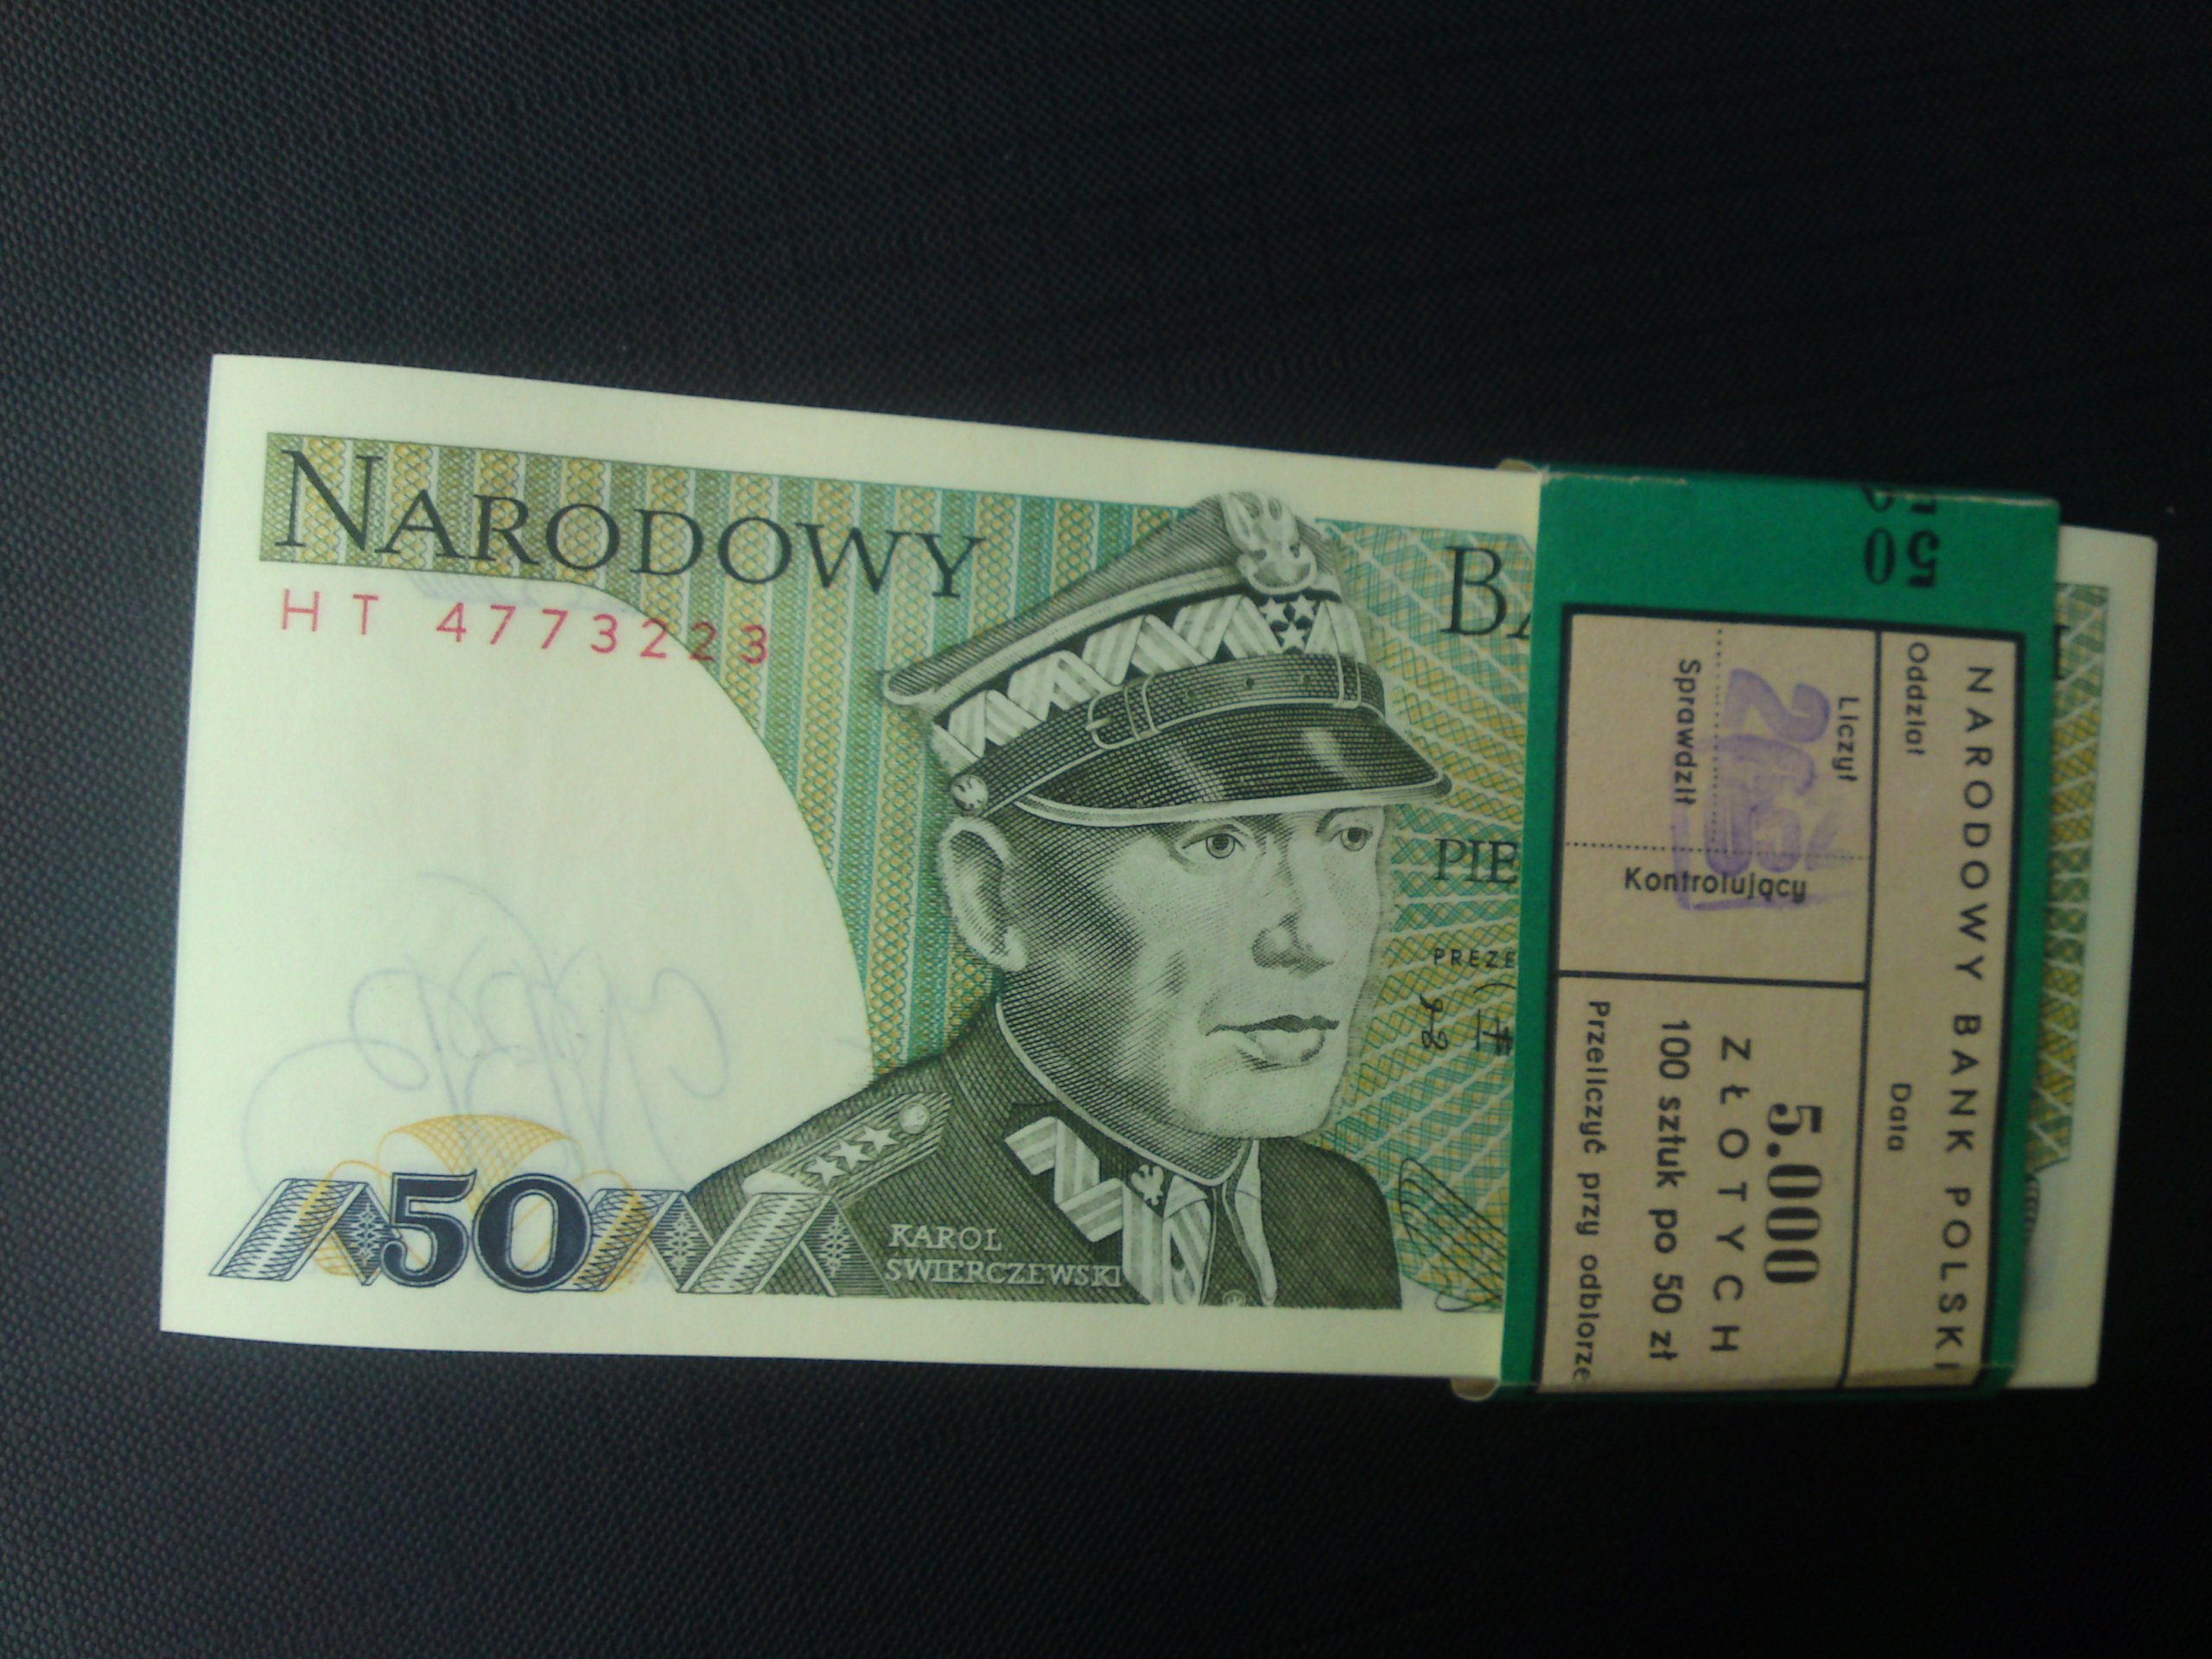 NARODOWY BA
HT 4773223
PIE
PREZE
50
KAROL
SWIERCZEWSKI
50
NARODOWY BANK POLSKI
Oddział Data
Liczył
Sprawdził
Kontrolujący
5.000
ZŁOTYCH
100 sztuk po 50 zł
Przeliczyć przy odbiorze